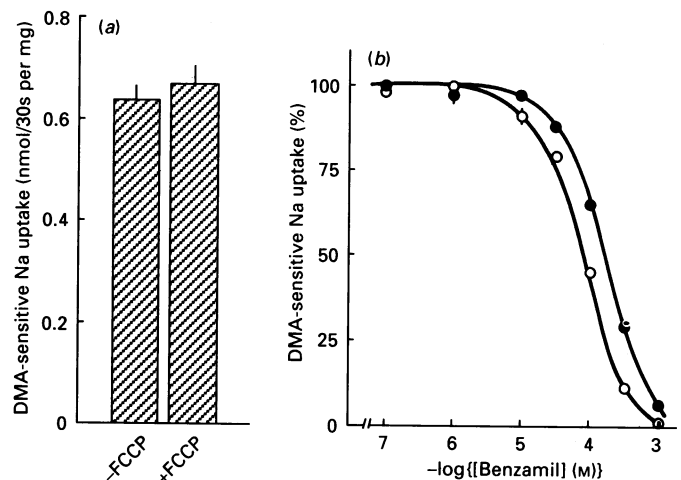 (a)
DMA-sensitive Na uptake (nmol/30s per mg)
0.8
0.6
0.4
0.2
0
–FCCP
+FCCP
(b)
DMA-sensitive Na uptake (%)
100
75
50
25
0
7 6 5 4 3
–log{[Benzamil] (M)}